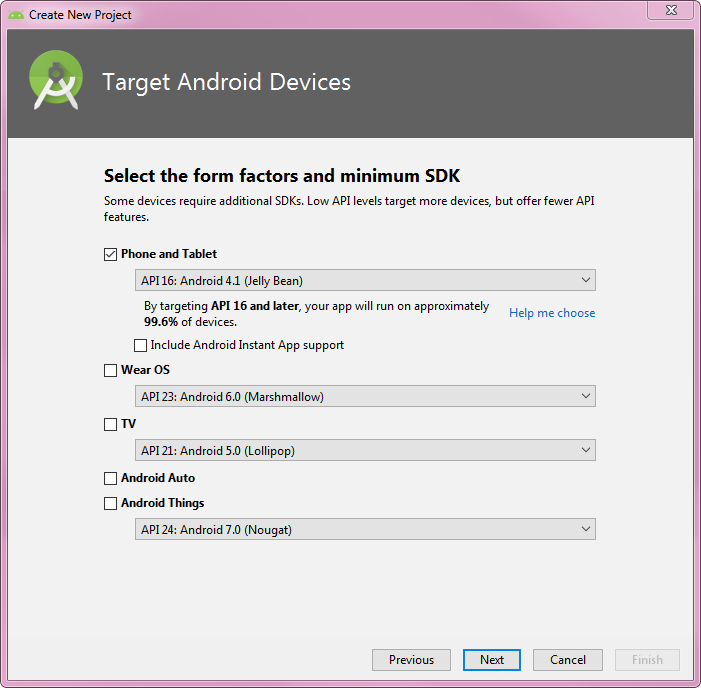 Create New Project
Target Android Devices
Select the form factors and minimum SDK
Some devices require additional SDKs. Low API levels target more devices, but offer fewer API
features.
Phone and Tablet
API 16: Android 4.1 (Jelly Bean)
By targeting API 16 and later, your app will run on approximately
99.6% of devices.
Help me choose
Include Android Instant App support
Wear OS
API 23: Android 6.0 (Marshmallow)
TV
API 21: Android 5.0 (Lollipop)
Android Auto
Android Things
API 24: Android 7.0 (Nougat)
Previous
Next
Cancel
Finish